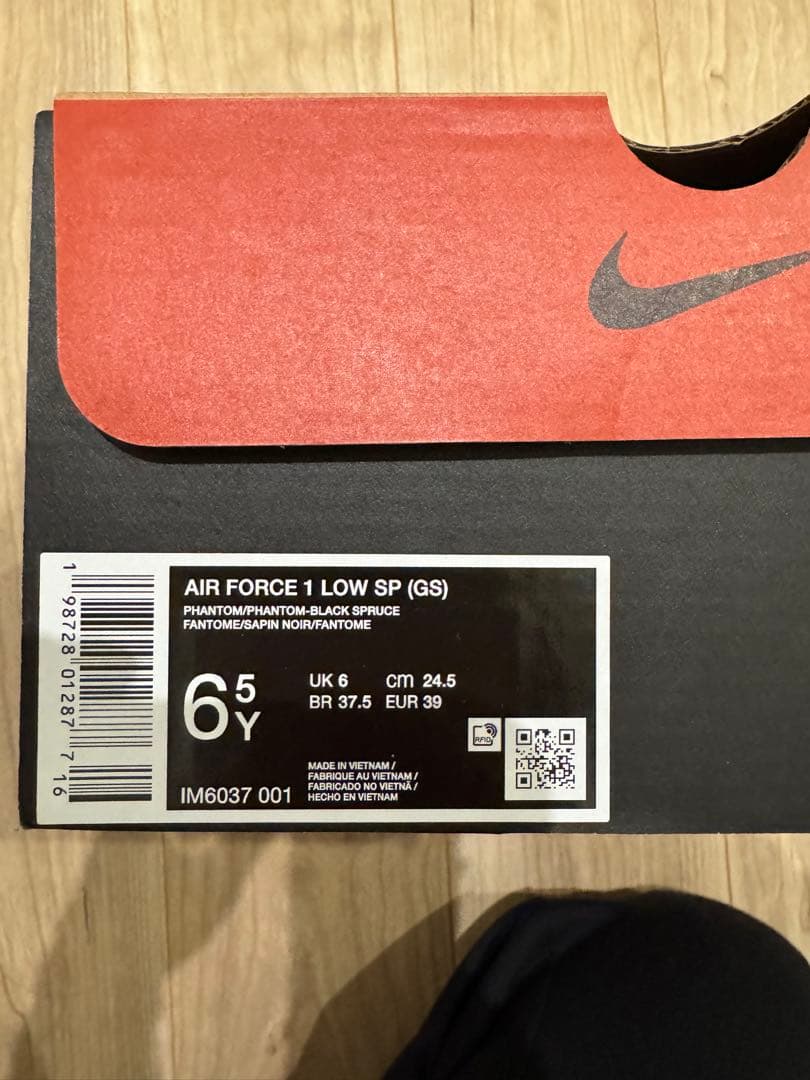 AIR FORCE 1 LOW SP (GS)
PHANTOM/PHANTOM-BLACK SPRUCE
FANTOME/SAPIN NOIR/FANTOME
6 5 Y
UK 6 cm 24.5
BR 37.5 EUR 39
RFID
MADE IN VIETNAM /
FABRIQUE AU VIETNAM /
FABRICADO NO VIETNÃ /
HECHO EN VIETNAM
IM6037 001
1 98728 01287 7 16